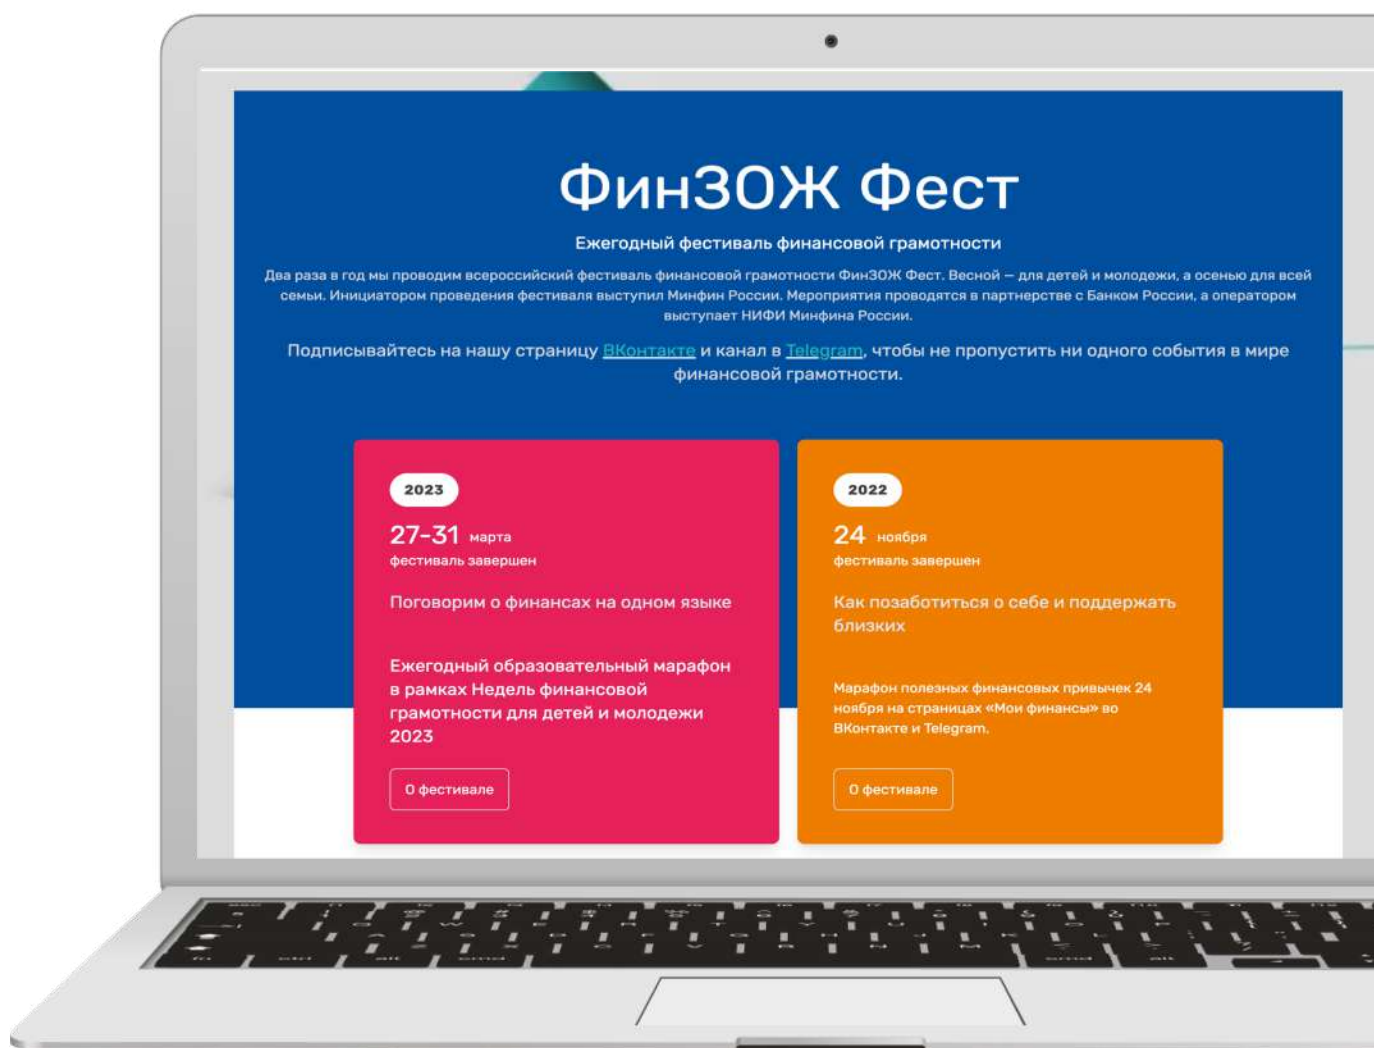 ФинЗОЖ Фест
Ежегодный фестиваль финансовой грамотности
Два раза в год мы проводим всероссийский фестиваль финансовой грамотности ФинЗОЖ Фест. Весной — для детей и молодежи, а осенью для всей
семьи. Инициатором проведения фестиваля выступил Минфин России. Мероприятия проводятся в партнерстве с Банком России, а оператором
выступает НИФИ Минфина России.
Подписывайтесь на нашу страницу ВКонтакте и канал в Telegram, чтобы не пропустить ни одного события в мире
финансовой грамотности.
2023
27-31 марта
фестиваль завершен
Поговорим о финансах на одном языке
Ежегодный образовательный марафон
в рамках Недель финансовой
грамотности для детей и молодежи
2023
О фестивале
2022
24 ноября
фестиваль завершен
Как позаботиться о себе и поддержать
близких
Марафон полезных финансовых привычек 24
ноября на страницах «Мои финансы» во
ВКонтакте и Telegram.
О фестивале